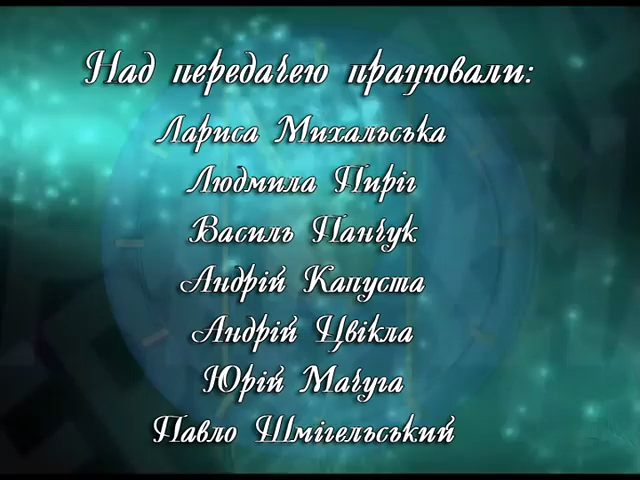 Над передачею працювали:
Лариса Михальська
Людмила Пиріг
Василь Панчук
Андрій Капуста
Андрій Цвікла
Юрій Мачуга
Павло Шмігельський